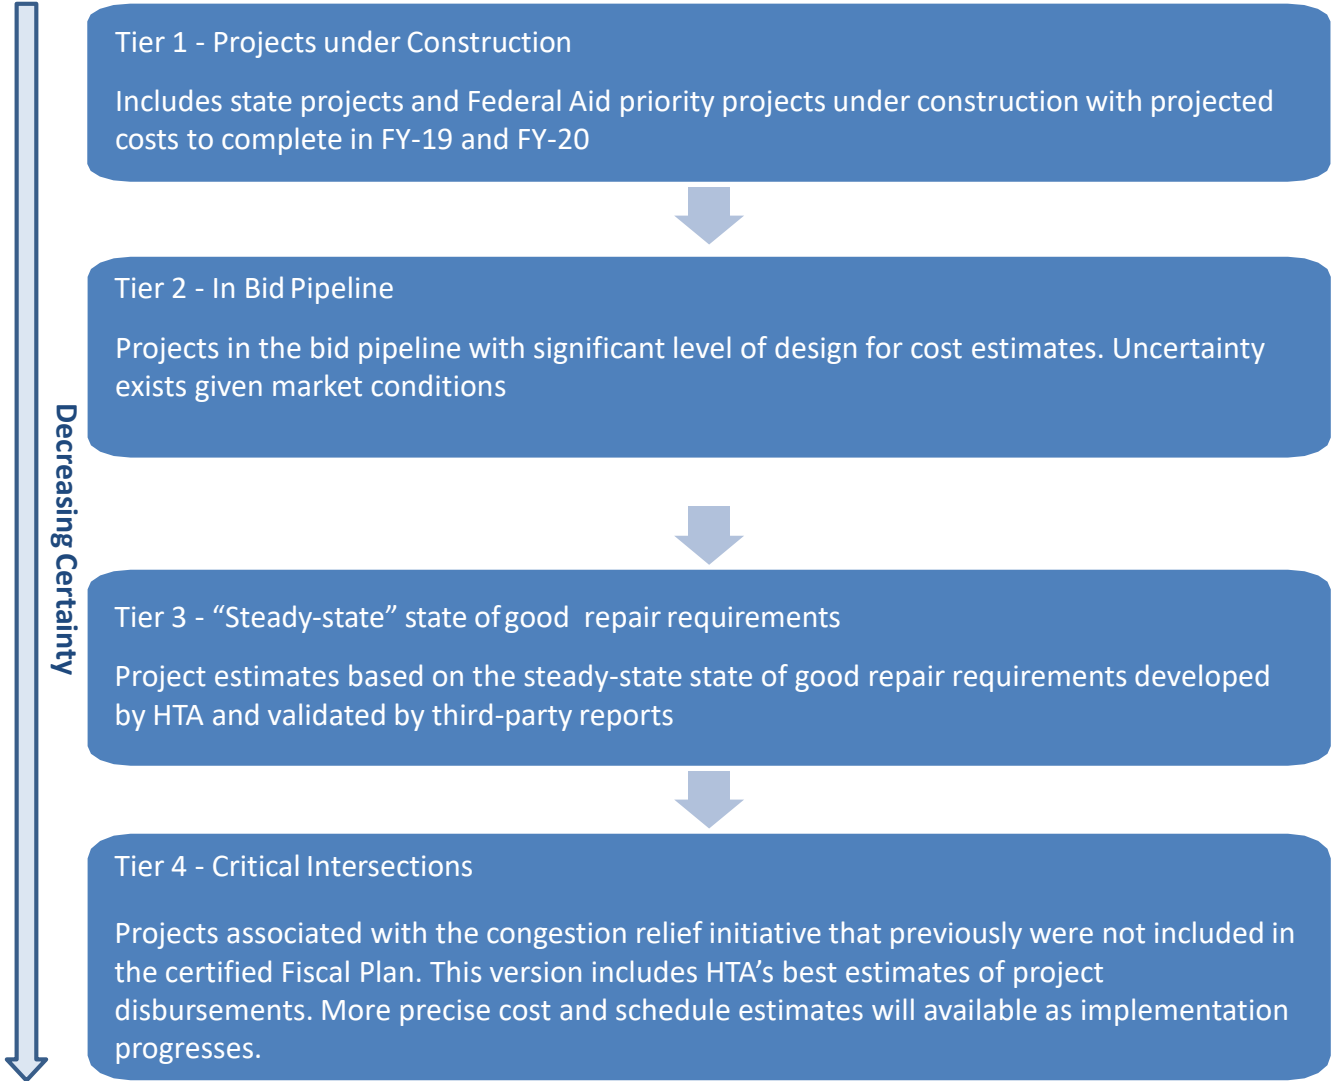 Tier 1 - Projects under Construction
Includes state projects and Federal Aid priority projects under construction with projected
costs to complete in FY-19 and FY-20
Tier 2 - In Bid Pipeline
Projects in the bid pipeline with significant level of design for cost estimates. Uncertainty
exists given market conditions
Decreasing Certainty
Tier 3 - “Steady-state” state of good repair requirements
Project estimates based on the steady-state state of good repair requirements developed
by HTA and validated by third-party reports
Tier 4 - Critical Intersections
Projects associated with the congestion relief initiative that previously were not included in
the certified Fiscal Plan. This version includes HTA’s best estimates of project
disbursements. More precise cost and schedule estimates will available as implementation
progresses.